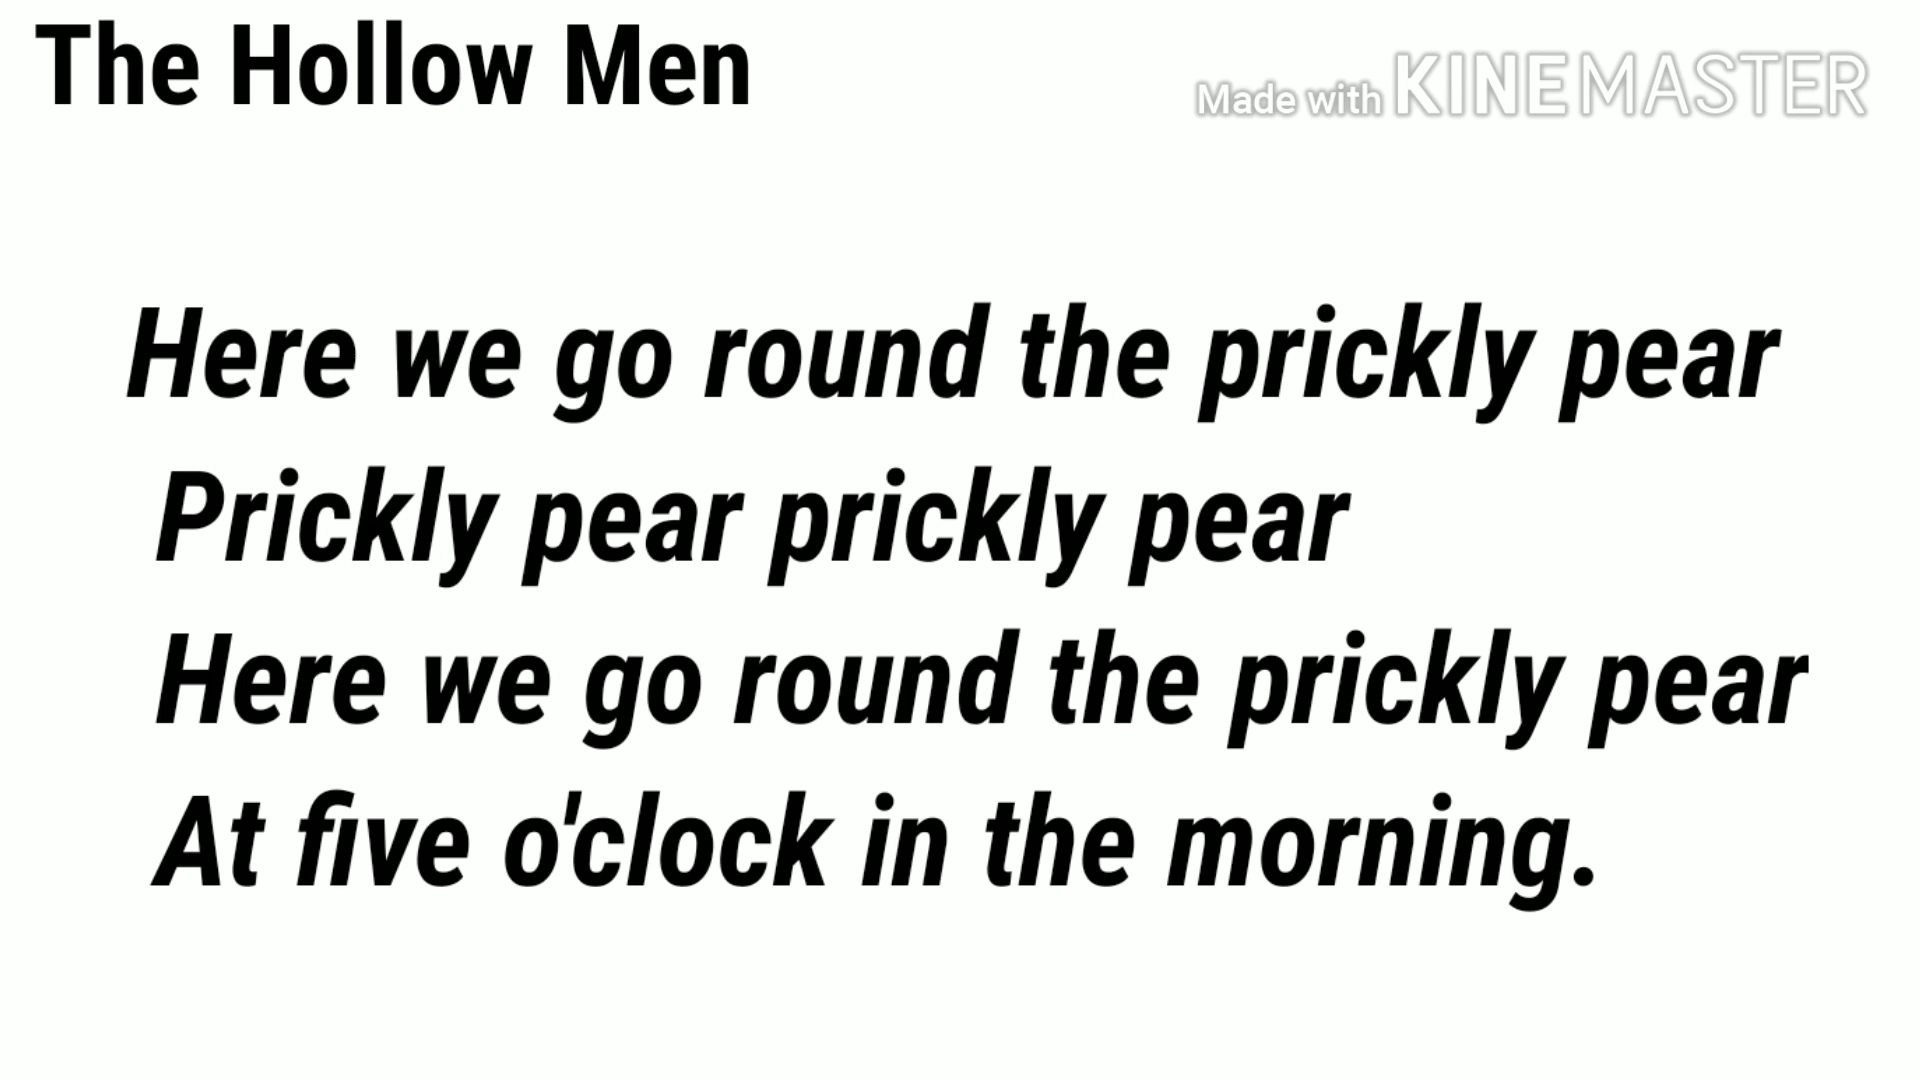 The Hollow Men
Made with KINEMASTER
Here we go round the prickly pear
Prickly pear prickly pear
Here we go round the prickly pear
At five o'clock in the morning.